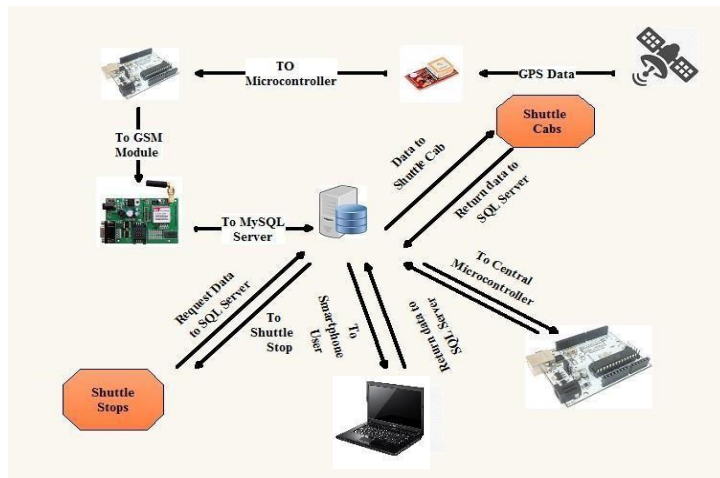 TO
Microcontroller
GPS Data
Shuttle
Cabs
To GSM
Module
Data to
Shuttle Cab
Return data to
SQL Server
To MySQL
Server
To Central
Microcontroller
Request Data
to SQL Server
To
Shuttle
Stop
To
Smartphone
User
Return data to
SQL Server
Shuttle
Stops